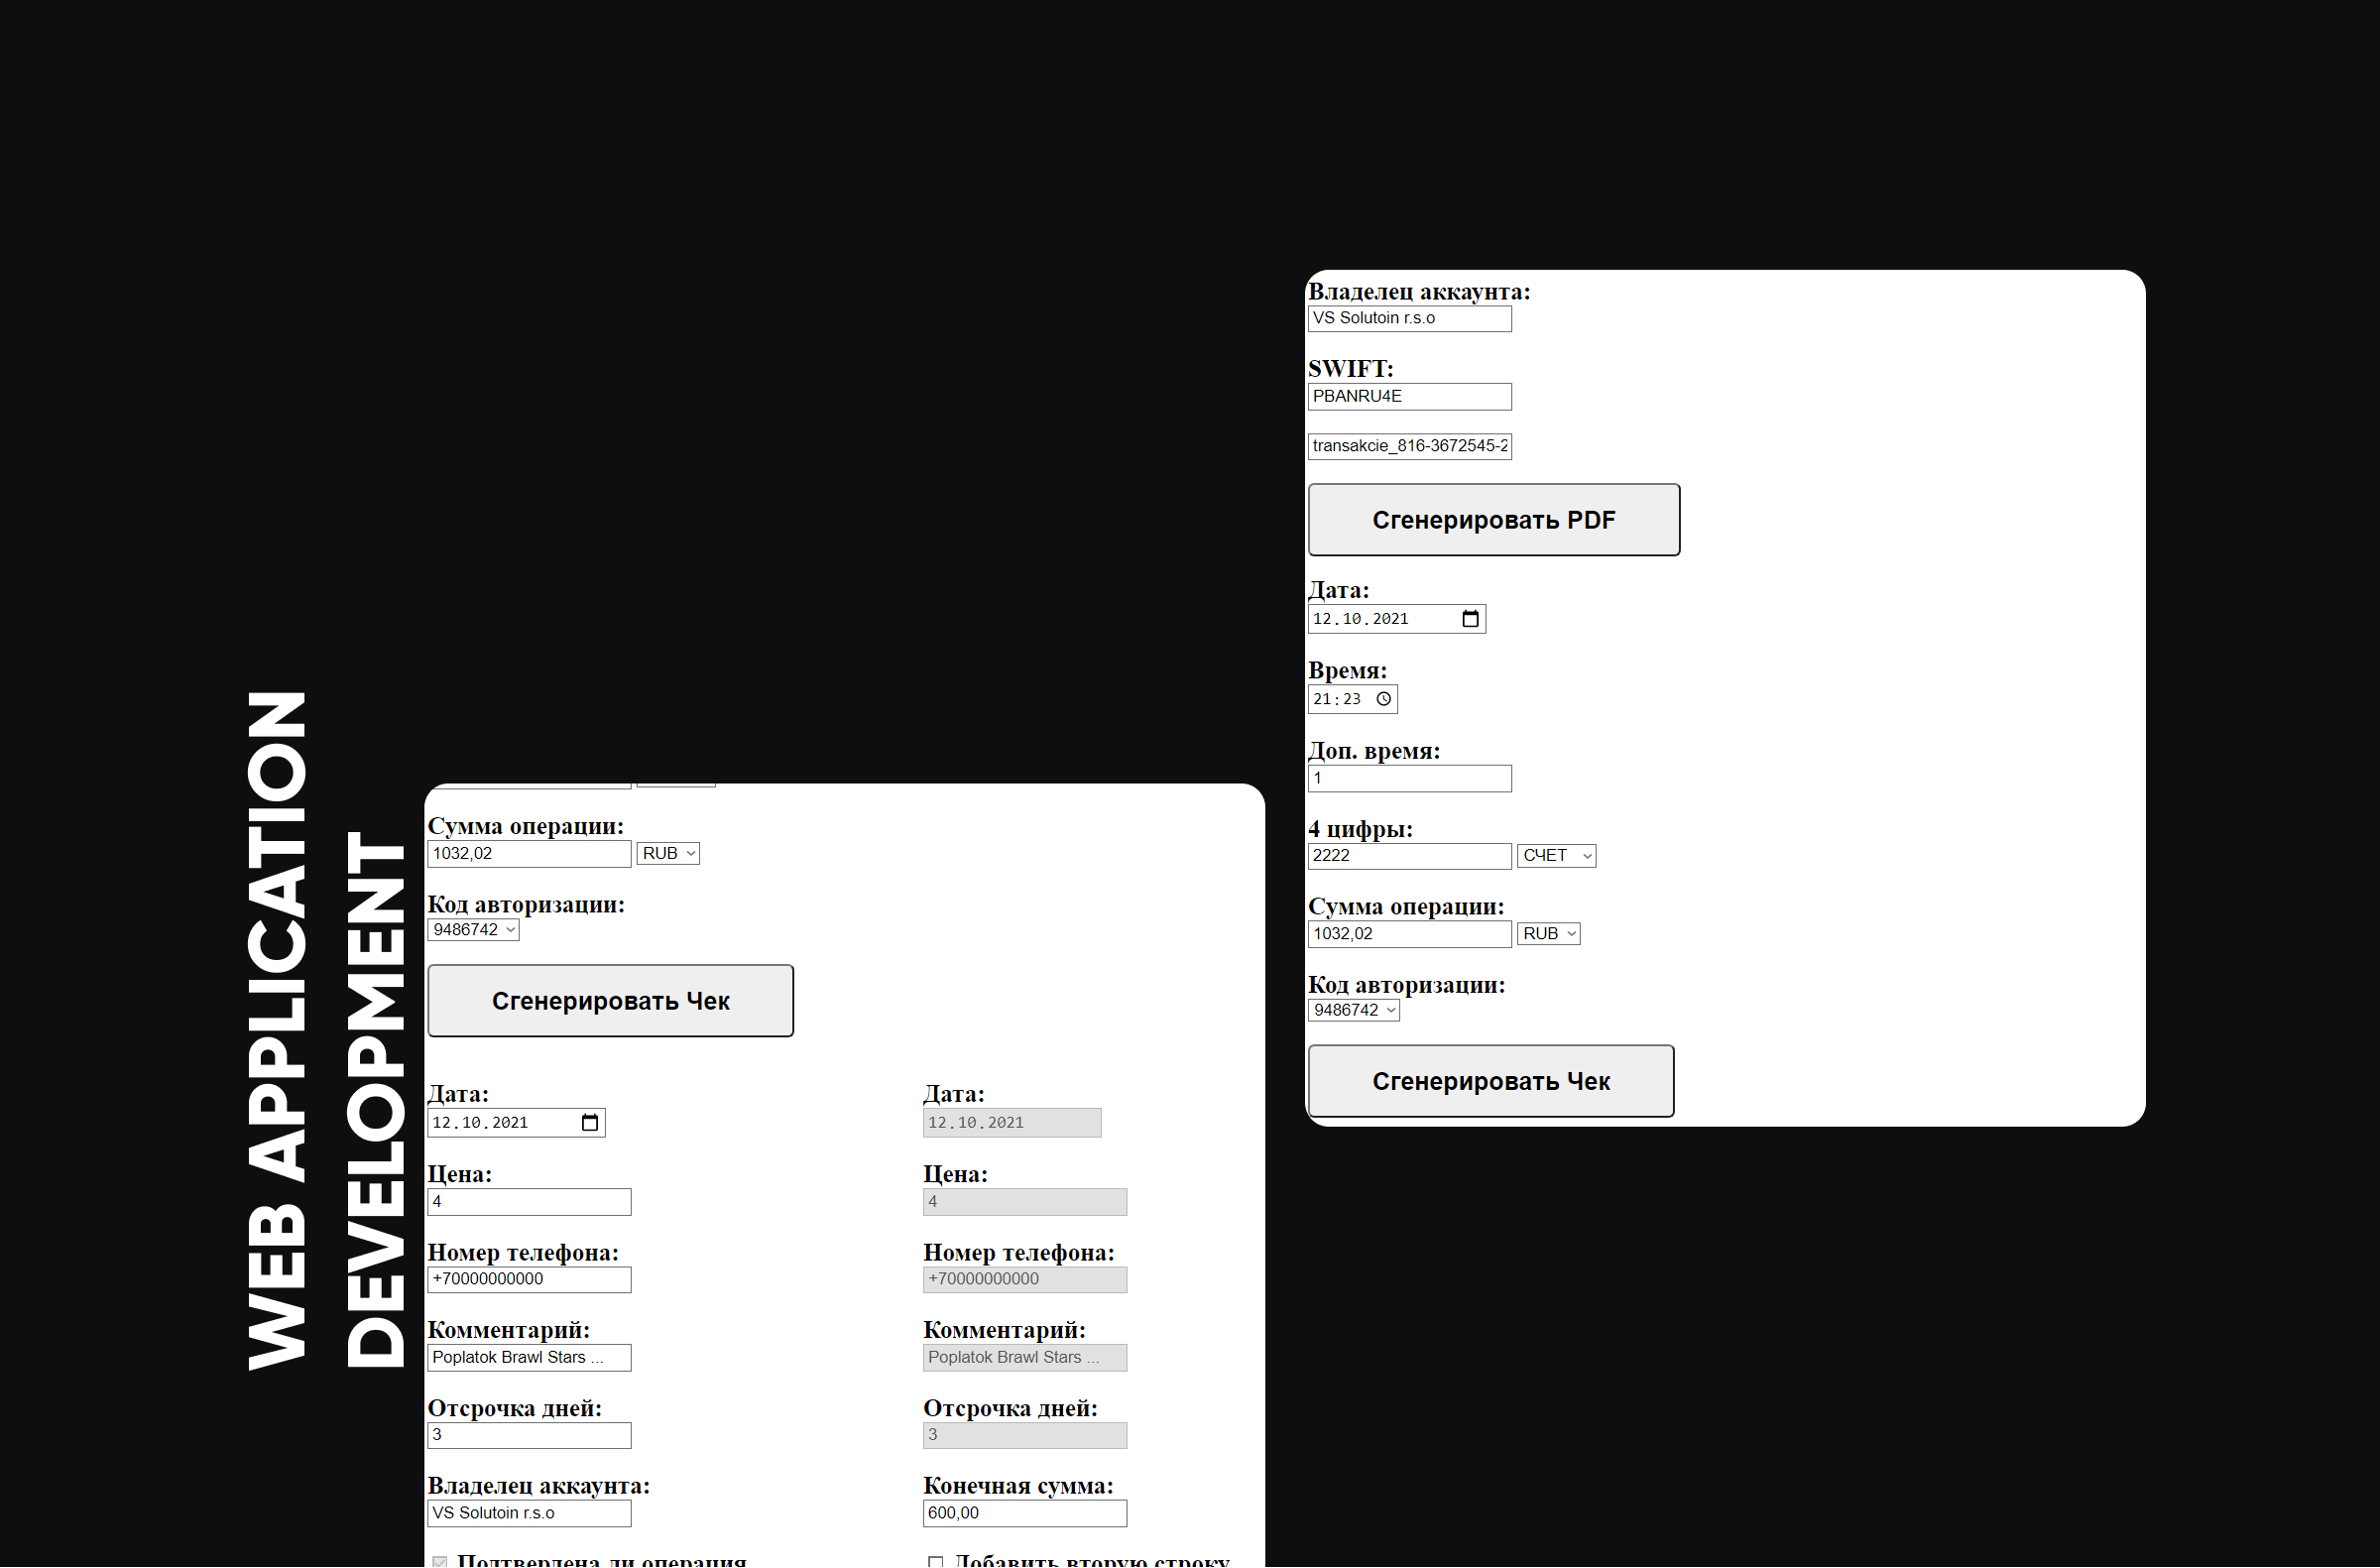 WEB APPLICATION
DEVELOPMENT
Сумма операции:
1032,02 RUB
Код авторизации:
9486742
Сгенерировать Чек
Дата:
12.10.2021
Цена:
4
Номер телефона:
+70000000000
Комментарий:
Poplatok Brawl Stars ...
Отсрочка дней:
3
Владелец аккаунта:
VS Solutoin r.s.o
Подтверждена ли операция
Дата:
12.10.2021
Цена:
4
Номер телефона:
+70000000000
Комментарий:
Poplatok Brawl Stars ...
Отсрочка дней:
3
Конечная сумма:
600,00
Добавить вторую строку
Владелец аккаунта:
VS Solutoin r.s.o
SWIFT:
PBANRU4E
transakcie_816-3672545-2
Сгенерировать PDF
Дата:
12.10.2021
Время:
21:23
Доп. время:
1
4 цифры:
2222 СЧЕТ
Сумма операции:
1032,02 RUB
Код авторизации:
9486742
Сгенерировать Чек